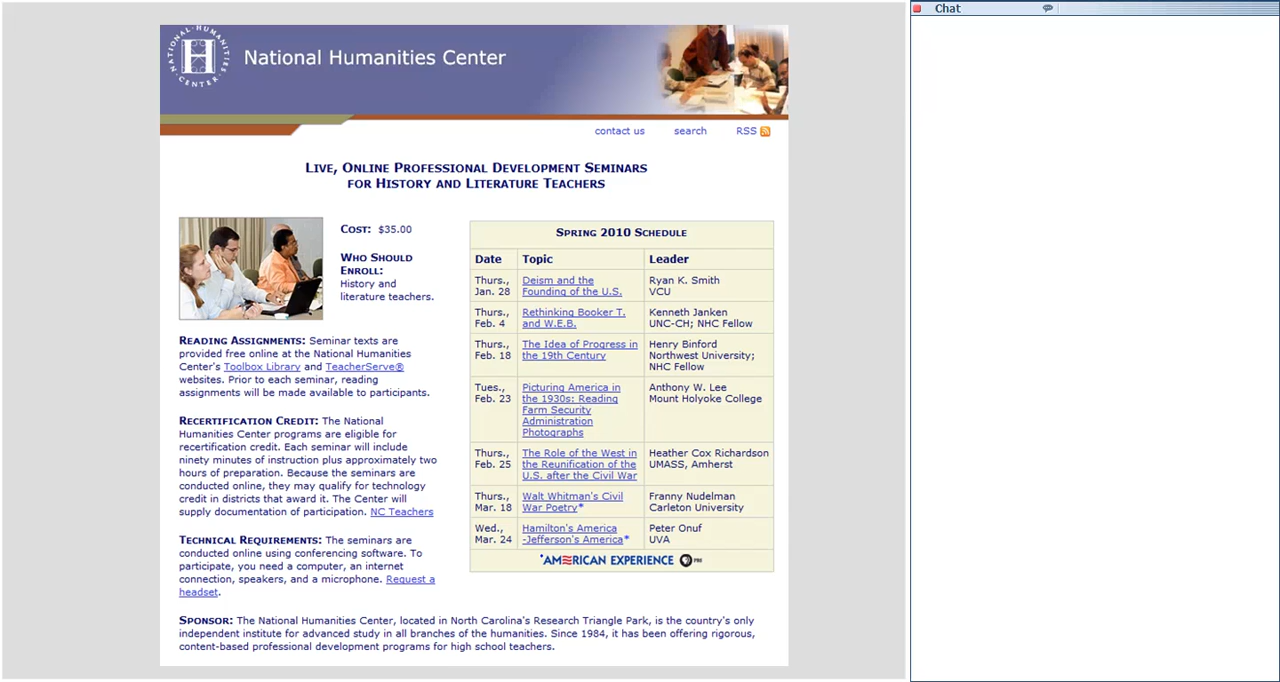 Chat
NATIONAL·HUMANITIES·CENTER·
H
National Humanities Center
contact us search RSS
LIVE, ONLINE PROFESSIONAL DEVELOPMENT SEMINARS
FOR HISTORY AND LITERATURE TEACHERS
COST: $35.00
WHO SHOULD
ENROLL:
History and
literature teachers.
READING ASSIGNMENTS: Seminar texts are
provided free online at the National Humanities
Center's Toolbox Library and TeacherServe®
websites. Prior to each seminar, reading
assignments will be made available to participants.
RECERTIFICATION CREDIT: The National
Humanities Center programs are eligible for
recertification credit. Each seminar will include
ninety minutes of instruction plus approximately two
hours of preparation. Because the seminars are
conducted online, they may qualify for technology
credit in districts that award it. The Center will
supply documentation of participation. NC Teachers
TECHNICAL REQUIREMENTS: The seminars are
conducted online using conferencing software. To
participate, you need a computer, an internet
connection, speakers, and a microphone. Request a
headset.
SPRING 2010 SCHEDULE
Date Topic Leader
Thurs., Deism and the Ryan K. Smith
Jan. 28 Founding of the U.S. VCU
Thurs., Rethinking Booker T. Kenneth Janken
Feb. 4 and W.E.B. UNC-CH; NHC Fellow
Thurs., The Idea of Progress in Henry Binford
Feb. 18 the 19th Century Northwest University;
NHC Fellow
Tues., Picturing America in Anthony W. Lee
Feb. 23 the 1930s: Reading Mount Holyoke College
Farm Security
Administration
Photographs
Thurs., The Role of the West in Heather Cox Richardson
Feb. 25 the Reunification of the UMASS, Amherst
U.S. after the Civil War
Thurs., Walt Whitman's Civil Franny Nudelman
Mar. 18 War Poetry* Carleton University
Wed., Hamilton's America Peter Onuf
Mar. 24 -Jefferson's America* UVA
*AMERICAN EXPERIENCE PBS
SPONSOR: The National Humanities Center, located in North Carolina's Research Triangle Park, is the country's only
independent institute for advanced study in all branches of the humanities. Since 1984, it has been offering rigorous,
content-based professional development programs for high school teachers.